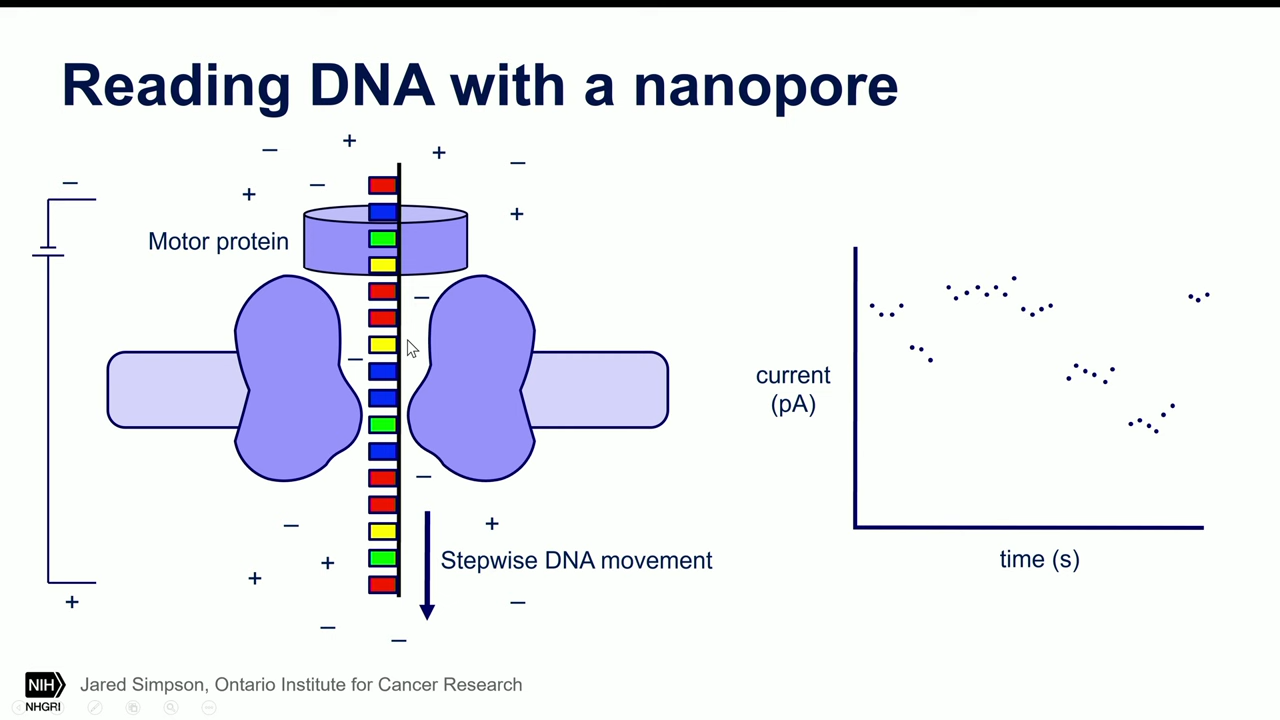 Reading DNA with a nanopore
Motor protein
current
(pA)
time (s)
Stepwise DNA movement
NIH
NHGRI
Jared Simpson, Ontario Institute for Cancer Research